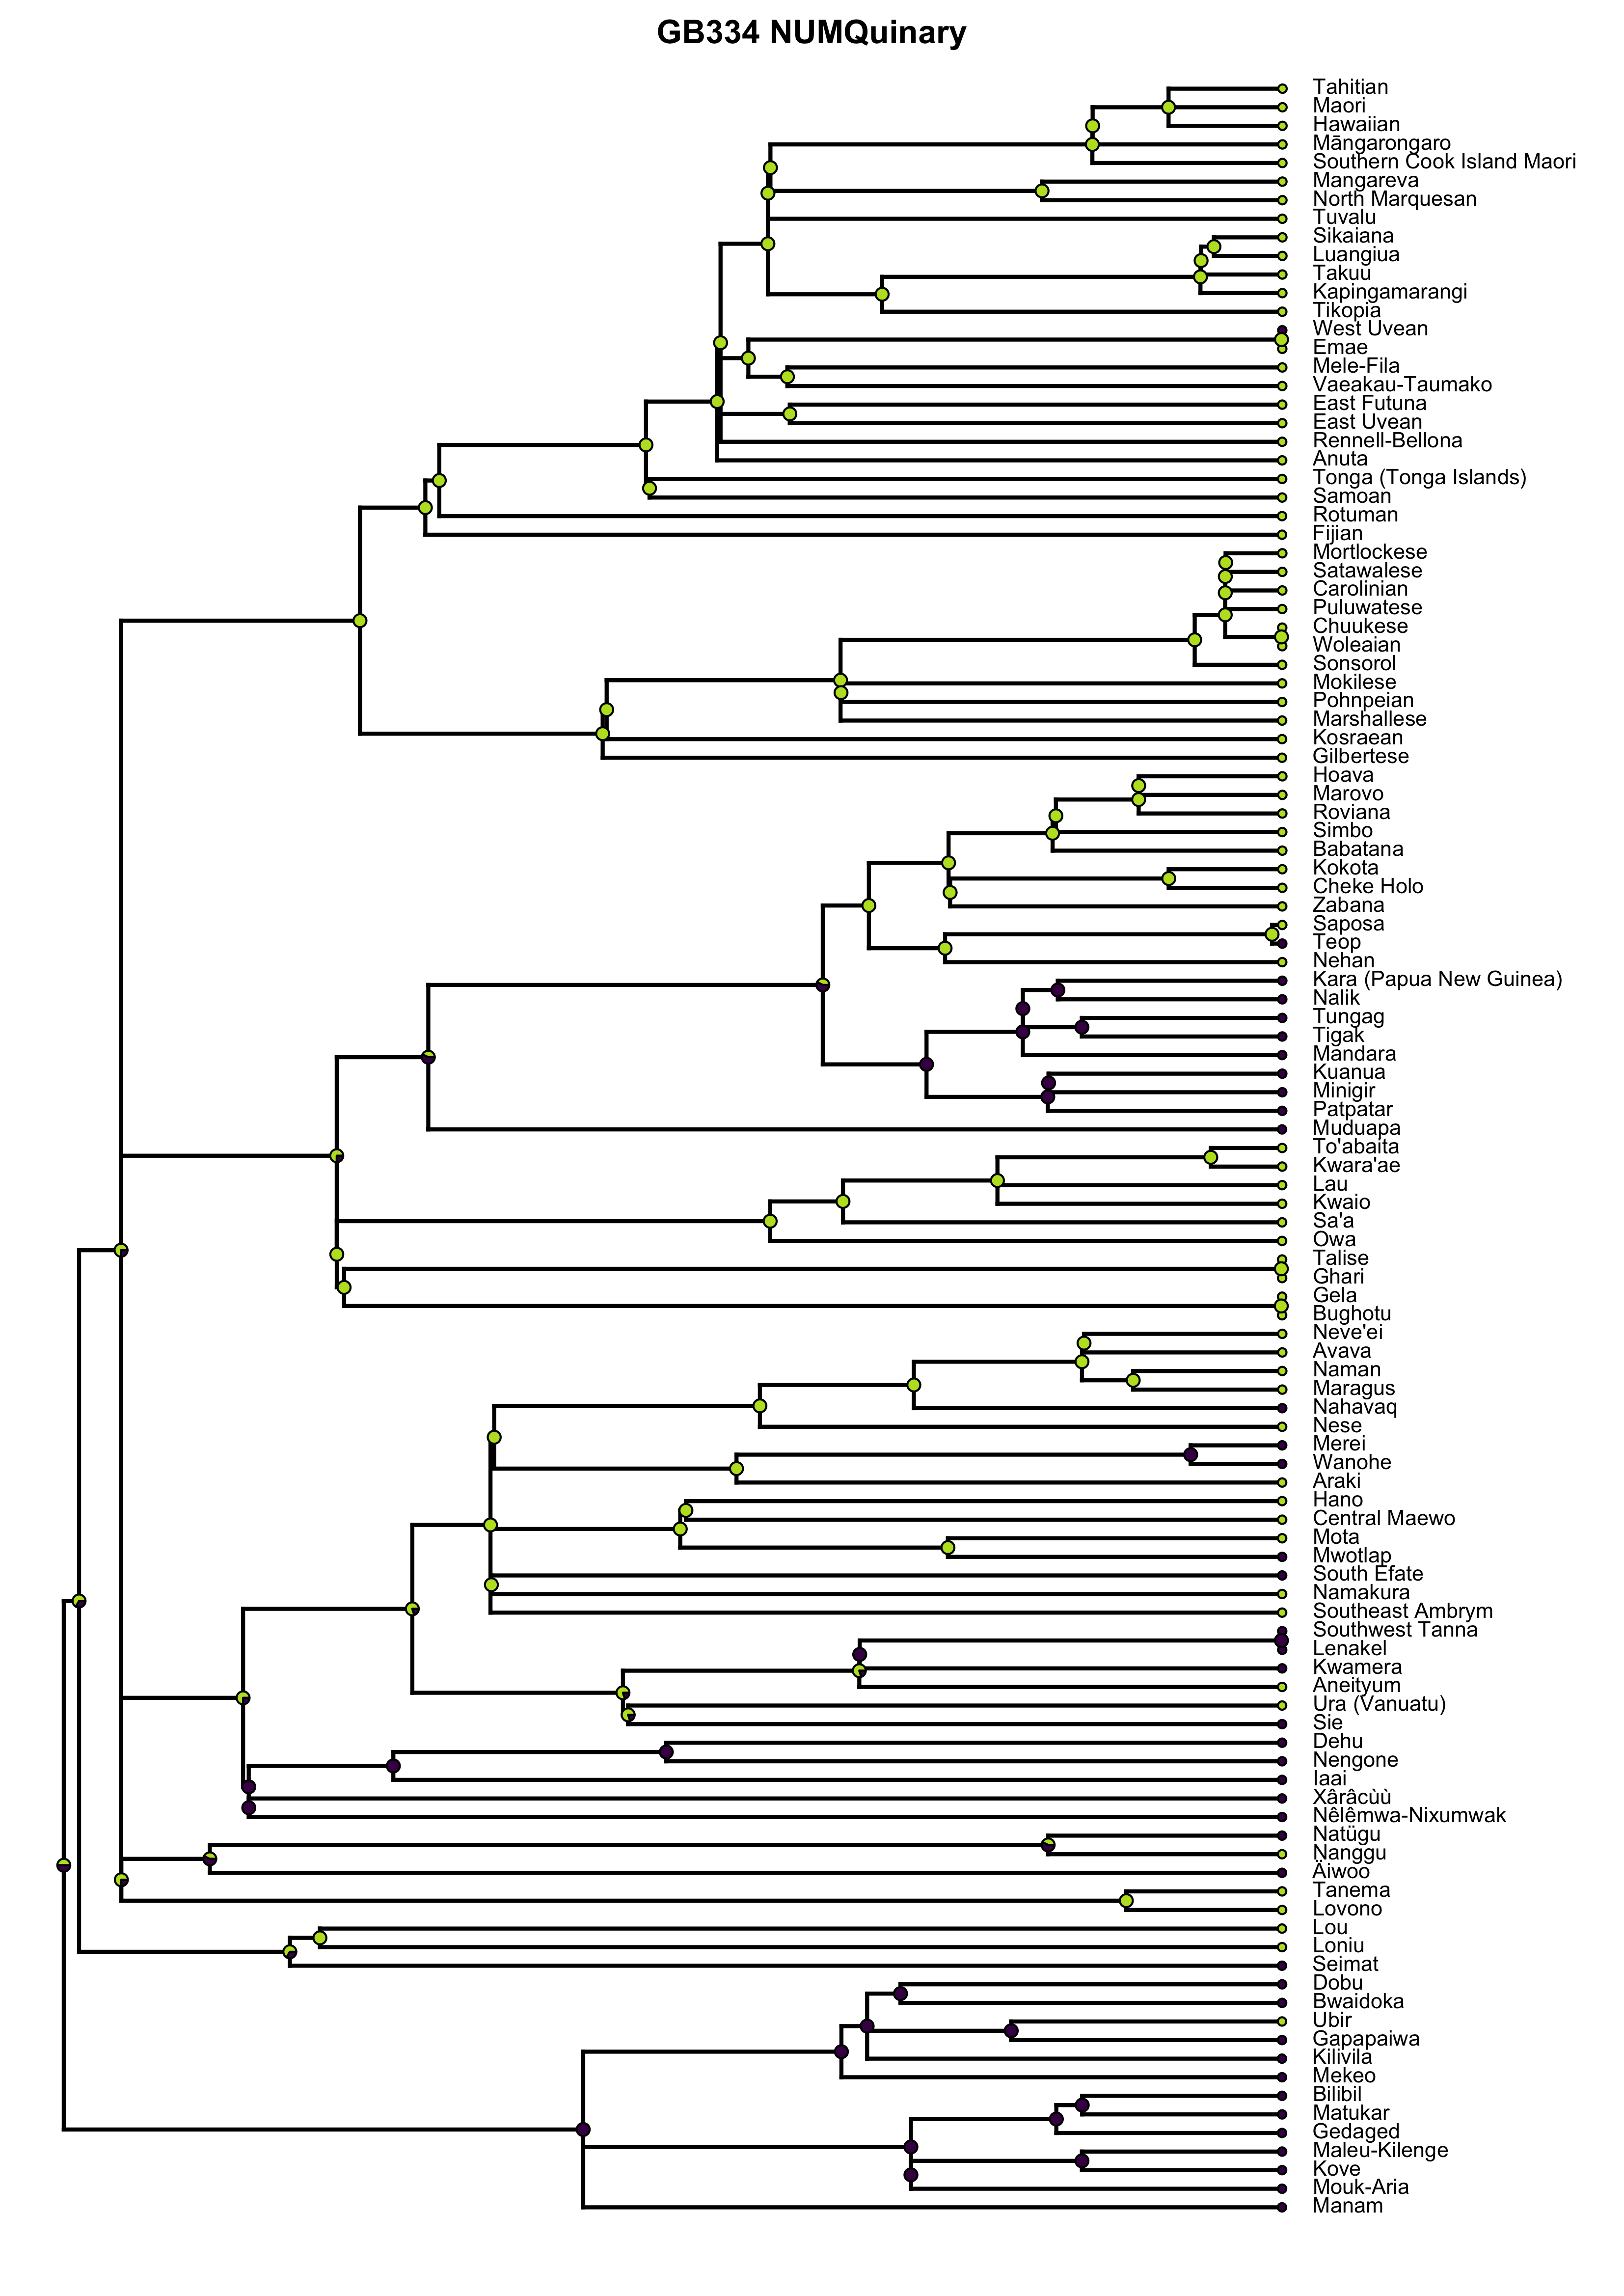 GB334 NUMQuinary
Tahitian
Maori
Hawaiian
Māngarongaro
Southern Cook Island Maori
Mangareva
North Marquesan
Tuvalu
Sikaiana
Luangiua
Takuu
Kapingamarangi
Tikopia
West Uvean
Emae
Mele-Fila
Vaeakau-Taumako
East Futuna
East Uvean
Rennell-Bellona
Anuta
Tonga (Tonga Islands)
Samoan
Rotuman
Fijian
Mortlockese
Satawalese
Carolinian
Puluwatese
Chuukese
Woleaian
Sonsorol
Mokilese
Pohnpeian
Marshallese
Kosraean
Gilbertese
Hoava
Marovo
Roviana
Simbo
Babatana
Kokota
Cheke Holo
Zabana
Saposa
Teop
Nehan
Kara (Papua New Guinea)
Nalik
Tungag
Tigak
Mandara
Kuanua
Minigir
Patpatar
Muduapa
To'abaita
Kwara'ae
Lau
Kwaio
Sa'a
Owa
Talise
Ghari
Gela
Bughotu
Neve'ei
Avava
Naman
Maragus
Nahavaq
Nese
Merei
Wanohe
Araki
Hano
Central Maewo
Mota
Mwotlap
South Efate
Namakura
Southeast Ambrym
Southwest Tanna
Lenakel
Kwamera
Aneityum
Ura (Vanuatu)
Sie
Dehu
Nengone
Iaai
Xârâcùù
Nêlêmwa-Nixumwak
Natügu
Nanggu
Äiwoo
Tanema
Lovono
Lou
Loniu
Seimat
Dobu
Bwaidoka
Ubir
Gapapaiwa
Kilivila
Mekeo
Bilibil
Matukar
Gedaged
Maleu-Kilenge
Kove
Mouk-Aria
Manam